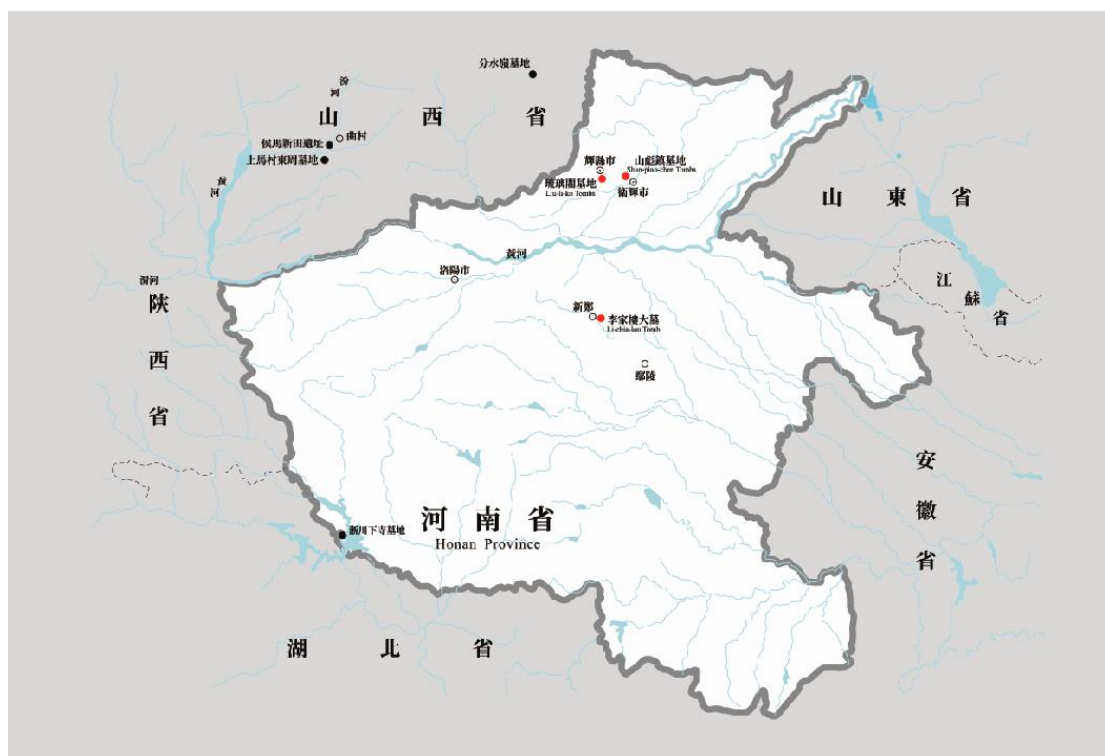 分水嶺墓地
汾河
山西省
侯馬新田遺址
曲村
上馬村東周墓地
黄河
輝縣市
山彪鎮墓地
Shan-piao-chen Tombs
琉璃閣墓地
Liu-li-ko Tombs
衛輝市
山東省
黃河
洛陽市
江蘇省
陝西省
新鄭
李家樓大墓
Li-chia-lou Tomb
鄢陵
安徽省
淅川下寺墓地
河南省
Honan Province
湖北省